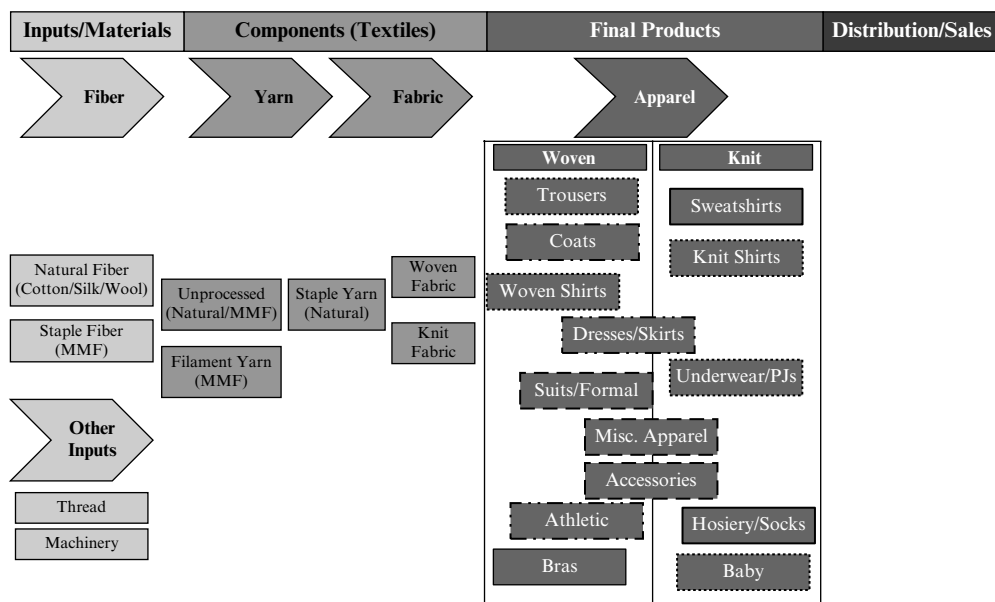 Inputs/Materials
Components (Textiles)
Final Products
Distribution/Sales
Fiber
Yarn
Fabric
Apparel
Woven
Knit
Trousers
Sweatshirts
Coats
Knit Shirts
Natural Fiber
(Cotton/Silk/Wool)
Unprocessed
(Natural/MMF)
Staple Yarn
(Natural)
Woven
Fabric
Woven Shirts
Staple Fiber
(MMF)
Filament Yarn
(MMF)
Knit
Fabric
Dresses/Skirts
Underwear/PJs
Suits/Formal
Other
Inputs
Misc. Apparel
Accessories
Thread
Machinery
Athletic
Hosiery/Socks
Bras
Baby